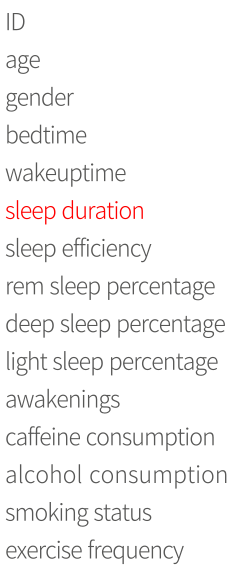 ID
age
gender
bedtime
wakeuptime
sleep duration
sleep efficiency
rem sleep percentage
deep sleep percentage
light sleep percentage
awakenings
caffeine consumption
alcohol consumption
smoking status
exercise frequency